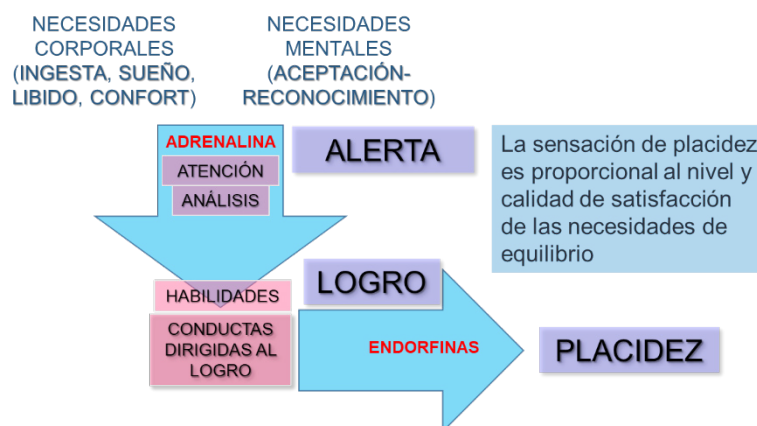 NECESIDADES
CORPORALES
(INGESTA, SUEÑO,
LIBIDO, CONFORT)
NECESIDADES
MENTALES
(ACEPTACIÓN-
RECONOCIMIENTO)
ADRENALINA
ATENCIÓN
ANÁLISIS
ALERTA
La sensación de placidez
es proporcional al nivel y
calidad de satisfacción
de las necesidades de
equilibrio
HABILIDADES
CONDUCTAS
DIRIGIDAS AL
LOGRO
LOGRO
ENDORFINAS
PLACIDEZ